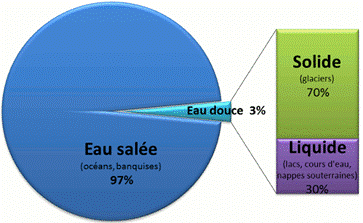 Eau salée
(océans, banquises)
97%
Eau douce 3%
Solide
(glaciers)
70%
Liquide
(lacs, cours d'eau,
nappes souterraines)
30%